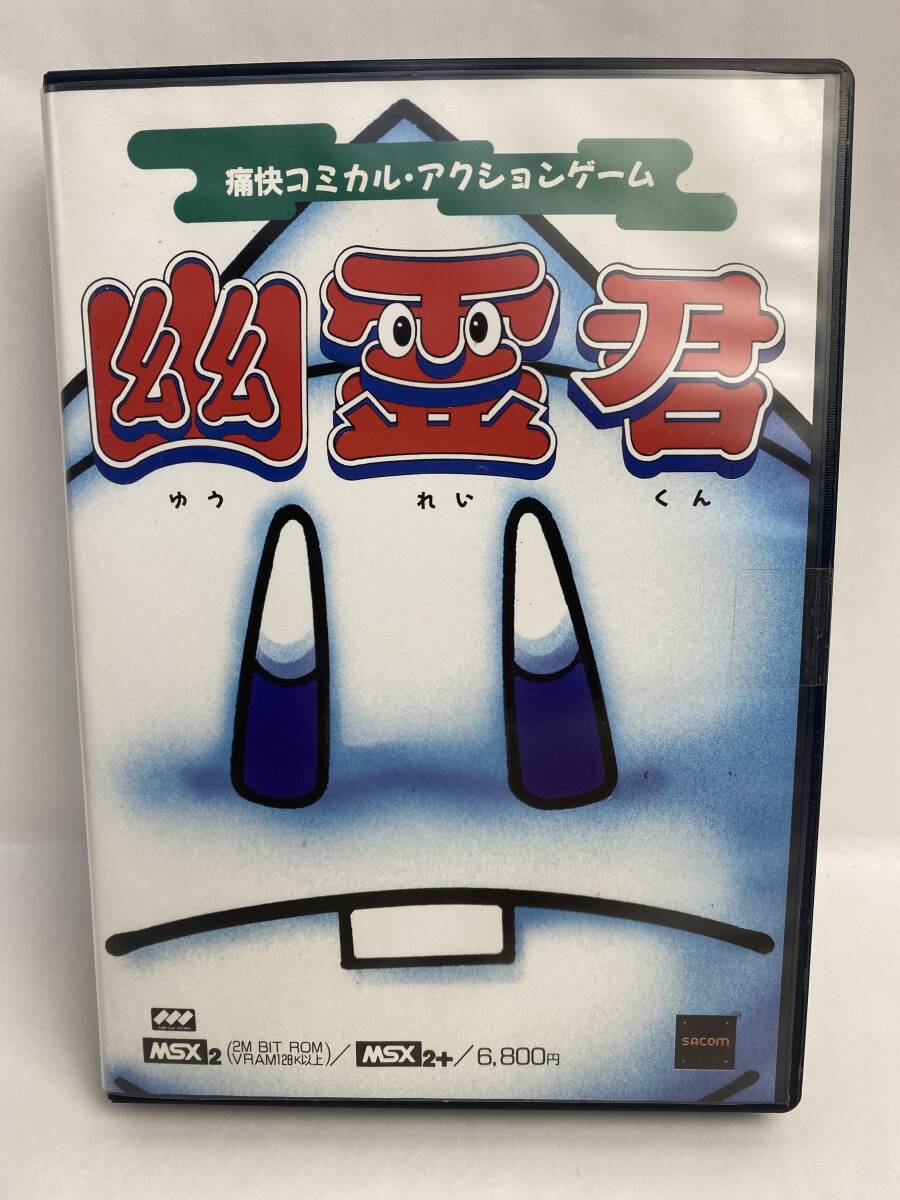 痛快コミカル・アクションゲーム
幽霊君
ゆう れい くん
MEGA ROM
MSX2 (2M BIT ROM VRAM128K以上)/ MSX2+/6,800円
SACOM